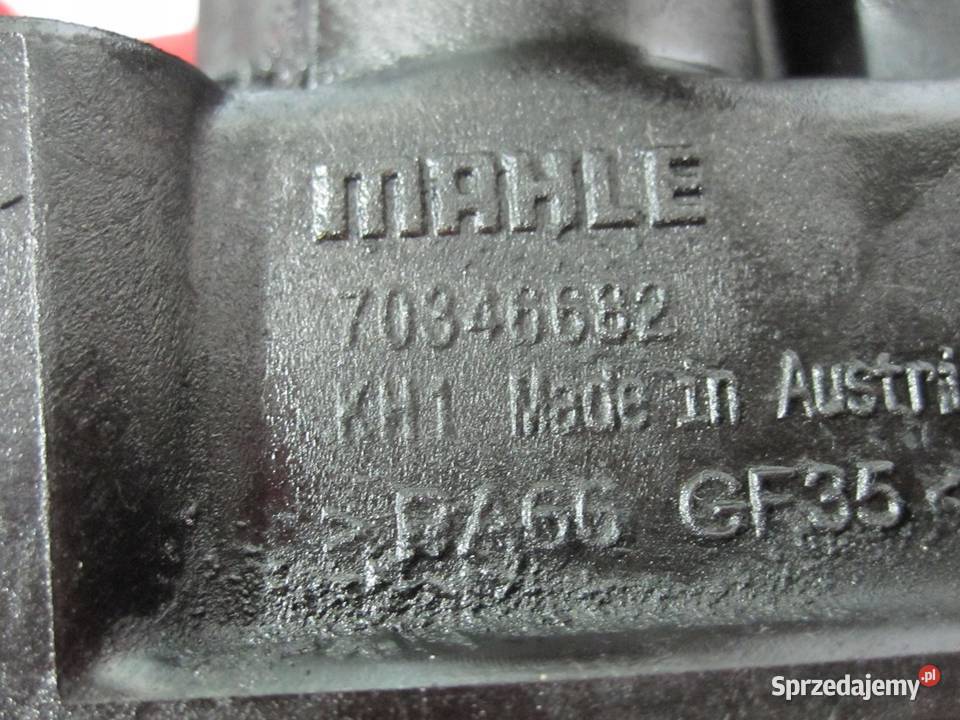 MAHLE
70346682
KH1 Made in Austri
>PA66 GF35<
Sprzedajemy.pl